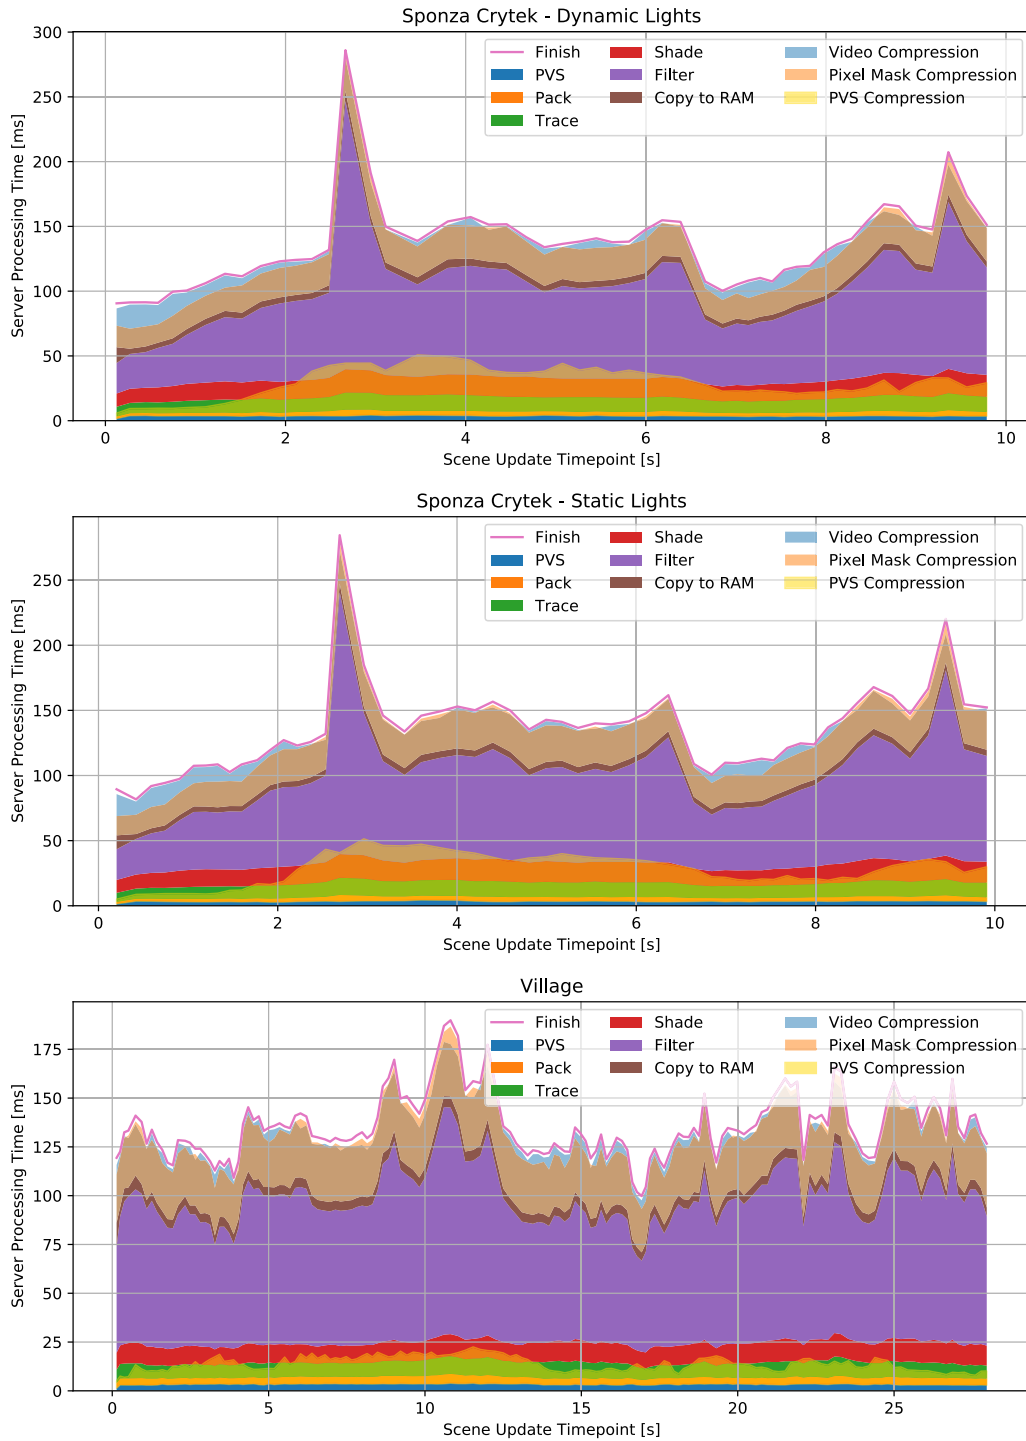 Sponza Crytek - Dynamic Lights
Server Processing Time [ms]
300
250
200
150
100
50
0
Finish
PVS
Pack
Trace
Shade
Filter
Copy to RAM
Video Compression
Pixel Mask Compression
PVS Compression
0 2 4 6 8 10
Scene Update Timepoint [s]
Sponza Crytek - Static Lights
Server Processing Time [ms]
250
200
150
100
50
0
Finish
PVS
Pack
Trace
Shade
Filter
Copy to RAM
Video Compression
Pixel Mask Compression
PVS Compression
0 2 4 6 8 10
Scene Update Timepoint [s]
Village
Server Processing Time [ms]
175
150
125
100
75
50
25
0
Finish
PVS
Pack
Trace
Shade
Filter
Copy to RAM
Video Compression
Pixel Mask Compression
PVS Compression
0 5 10 15 20 25
Scene Update Timepoint [s]